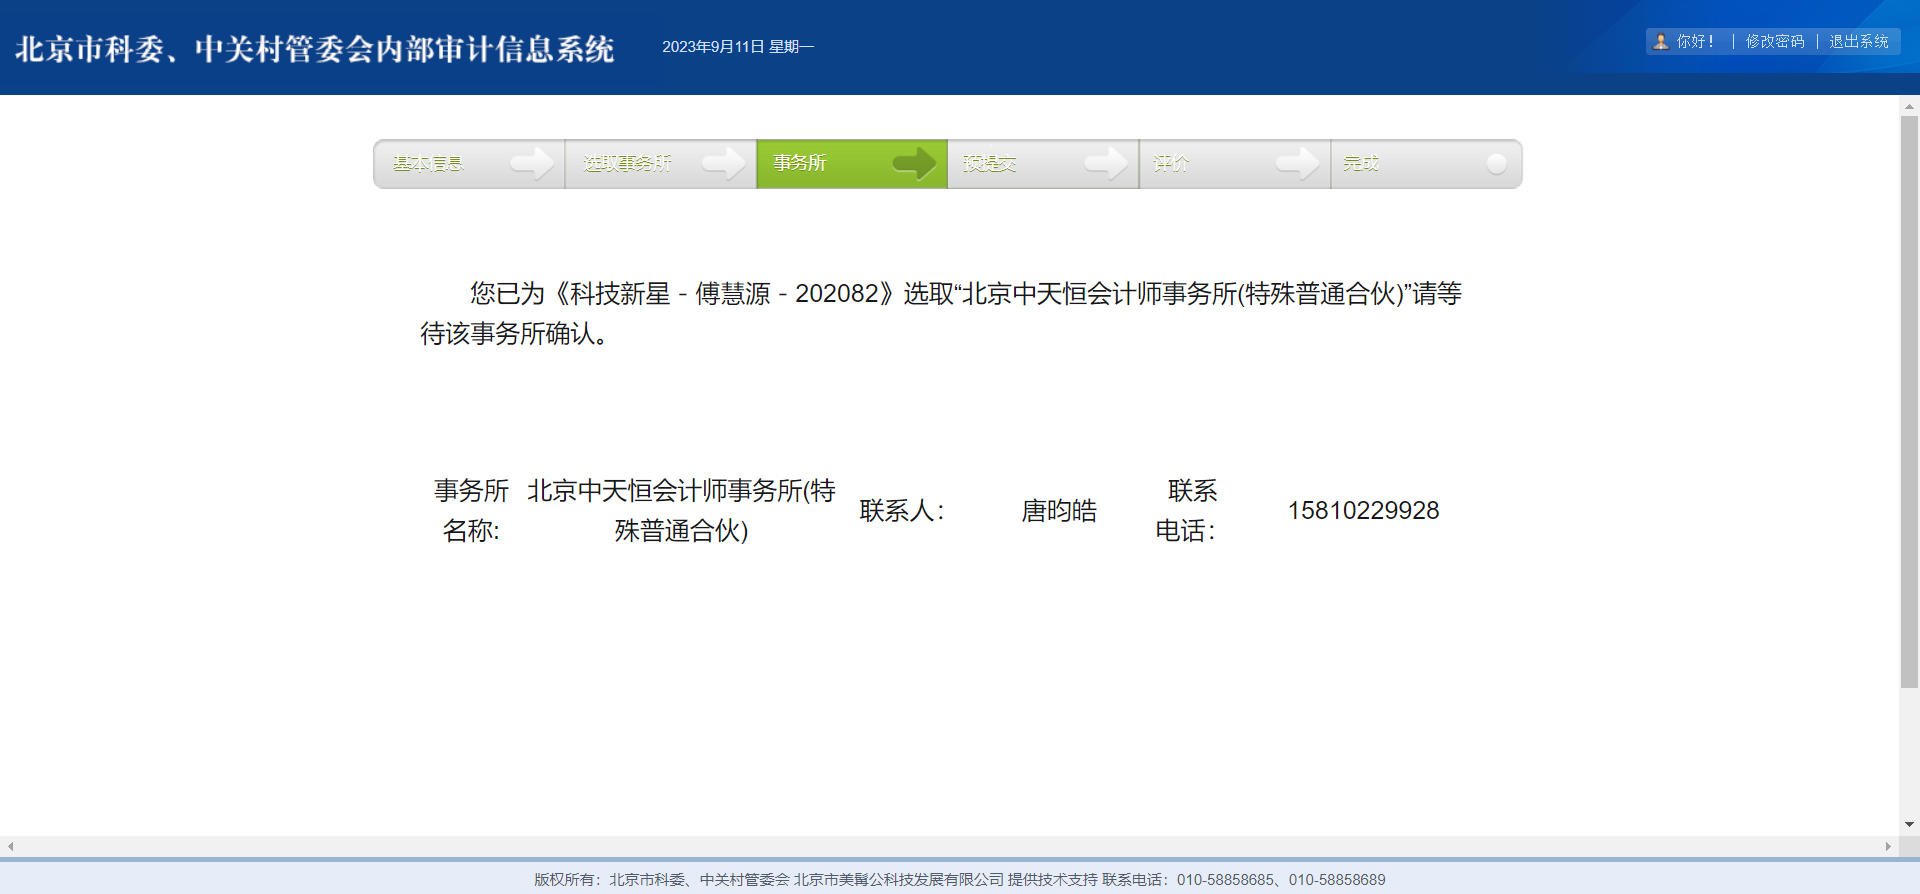 北京市科委、中关村管委会内部审计信息系统
2023年9月11日 星期一
你好！ | 修改密码 | 退出系统
基本信息 选取事务所 事务所 预提交 评价 完成
您已为《科技新星－傅慧源－202082》选取“北京中天恒会计师事务所(特殊普通合伙)”请等
待该事务所确认。
事务所名称: 北京中天恒会计师事务所(特殊普通合伙) 联系人： 唐昀皓 联系电话： 15810229928
版权所有：北京市科委、中关村管委会 北京市美髯公科技发展有限公司 提供技术支持 联系电话：010-58858685、010-58858689